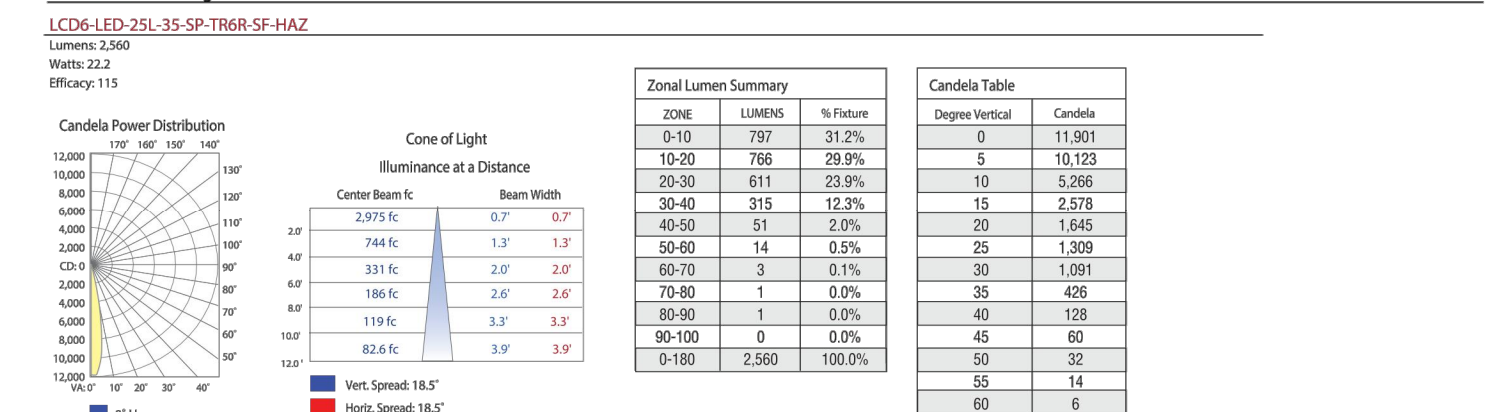 LCD6-LED-25L-35-SP-TR6R-SF-HAZ
Lumens: 2,560
Watts: 22.2
Efficacy: 115
Candela Power Distribution
170° 160° 150° 140°
12,000
10,000
8,000
6,000
4,000
2,000
CD: 0
2,000
4,000
6,000
8,000
10,000
12,000
130°
120°
110°
100°
90°
80°
70°
60°
50°
VA: 0° 10° 20° 30° 40°
Cone of Light
Illuminance at a Distance
Center Beam fc Beam Width
2.0' 2,975 fc 0.7' 0.7'
4.0' 744 fc 1.3' 1.3'
6.0' 331 fc 2.0' 2.0'
8.0' 186 fc 2.6' 2.6'
10.0' 119 fc 3.3' 3.3'
12.0' 82.6 fc 3.9' 3.9'
Vert. Spread: 18.5°
Horiz. Spread: 18.5°
Zonal Lumen Summary
ZONE LUMENS % Fixture
0-10 797 31.2%
10-20 766 29.9%
20-30 611 23.9%
30-40 315 12.3%
40-50 51 2.0%
50-60 14 0.5%
60-70 3 0.1%
70-80 1 0.0%
80-90 1 0.0%
90-100 0 0.0%
0-180 2,560 100.0%
Candela Table
Degree Vertical Candela
0 11,901
5 10,123
10 5,266
15 2,578
20 1,645
25 1,309
30 1,091
35 426
40 128
45 60
50 32
55 14
60 6